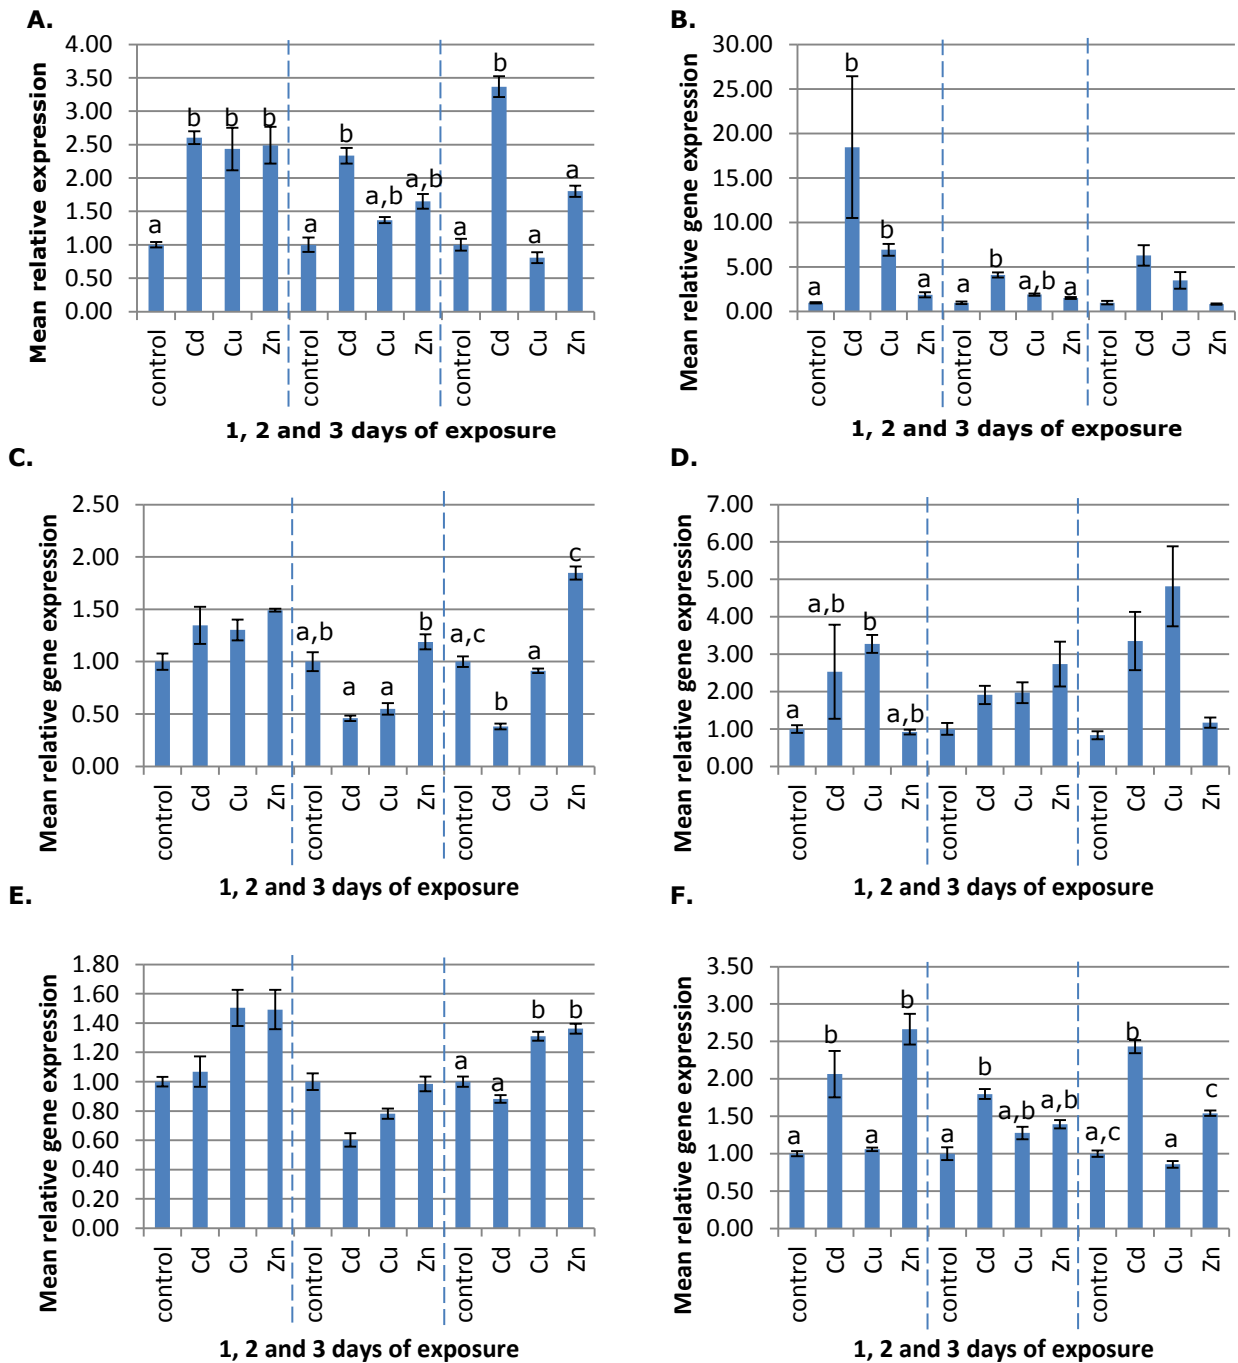 A.
Mean relative expression
4.00
3.50
3.00
2.50
2.00
1.50
1.00
0.50
0.00
a b b b a b a,b a,b a b a a
control Cd Cu Zn control Cd Cu Zn control Cd Cu Zn
1, 2 and 3 days of exposure
B.
Mean relative gene expression
30.00
25.00
20.00
15.00
10.00
5.00
0.00
a b b a a b a,b a
control Cd Cu Zn control Cd Cu Zn control Cd Cu Zn
1, 2 and 3 days of exposure
C.
Mean relative gene expression
2.50
2.00
1.50
1.00
0.50
0.00
a,b a a b a,c b a c
control Cd Cu Zn control Cd Cu Zn control Cd Cu Zn
1, 2 and 3 days of exposure
D.
Mean relative gene expression
7.00
6.00
5.00
4.00
3.00
2.00
1.00
0.00
a a,b b a,b
control Cd Cu Zn control Cd Cu Zn control Cd Cu Zn
1, 2 and 3 days of exposure
E.
Mean relative gene expression
1.80
1.60
1.40
1.20
1.00
0.80
0.60
0.40
0.20
0.00
a a b b
control Cd Cu Zn control Cd Cu Zn control Cd Cu Zn
1, 2 and 3 days of exposure
F.
Mean relative gene expression
3.50
3.00
2.50
2.00
1.50
1.00
0.50
0.00
a b a b a b a,b a,b a,c b a c
control Cd Cu Zn control Cd Cu Zn control Cd Cu Zn
1, 2 and 3 days of exposure